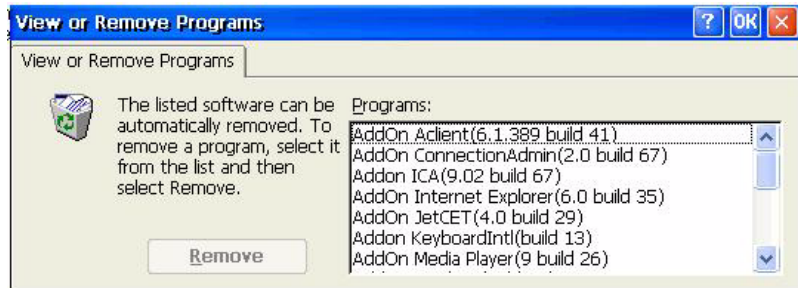 View or Remove Programs
? OK
View or Remove Programs
The listed software can be
automatically removed. To
remove a program, select it
from the list and then
select Remove.
Remove
Programs:
AddOn Aclient(6.1.389 build 41)
AddOn ConnectionAdmin(2.0 build 67)
Addon ICA(9.02 build 67)
AddOn Internet Explorer(6.0 build 35)
AddOn JetCET(4.0 build 29)
Addon KeyboardIntl(build 13)
AddOn Media Player(9 build 26)